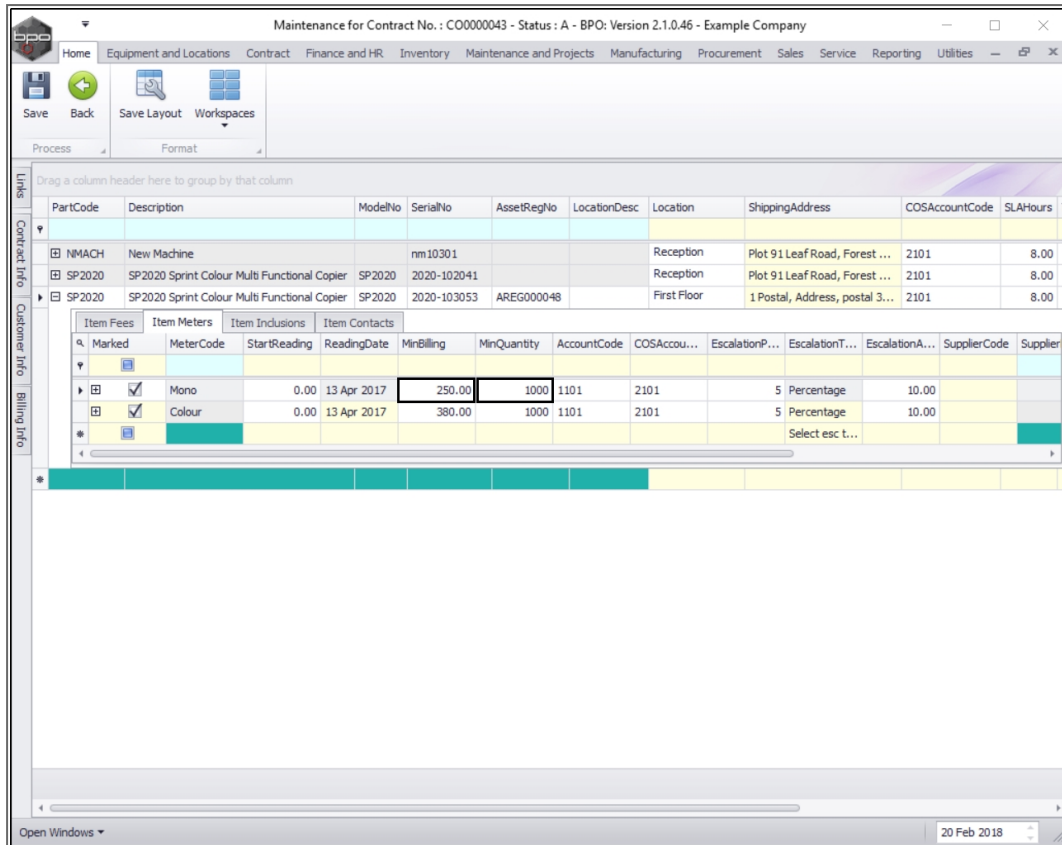 Maintenance for Contract No. : CO0000043 - Status : A - BPO: Version 2.1.0.46 - Example Company
bpo
Home Equipment and Locations Contract Finance and HR Inventory Maintenance and Projects Manufacturing Procurement Sales Service Reporting Utilities
Save Back Save Layout Workspaces
Process Format
Links
Contract Info
Customer Info
Billing Info
Drag a column header here to group by that column
PartCode Description ModelNo SerialNo AssetRegNo LocationDesc Location ShippingAddress COSAccountCode SLAHours
NMACH New Machine nm10301 Reception Plot 91 Leaf Road, Forest ... 2101 8.00
SP2020 SP2020 Sprint Colour Multi Functional Copier SP2020 2020-102041 Reception Plot 91 Leaf Road, Forest ... 2101 8.00
SP2020 SP2020 Sprint Colour Multi Functional Copier SP2020 2020-103053 AREG000048 First Floor 1 Postal, Address, postal 3... 2101 8.00
Item Fees Item Meters Item Inclusions Item Contacts
Marked MeterCode StartReading ReadingDate MinBilling MinQuantity AccountCode COSAccou... EscalationP... EscalationT... EscalationA... SupplierCode Supplier
Mono 0.00 13 Apr 2017 250.00 1000 1101 2101 5 Percentage 10.00
Colour 0.00 13 Apr 2017 380.00 1000 1101 2101 5 Percentage 10.00
Select esc t...
Open Windows 20 Feb 2018